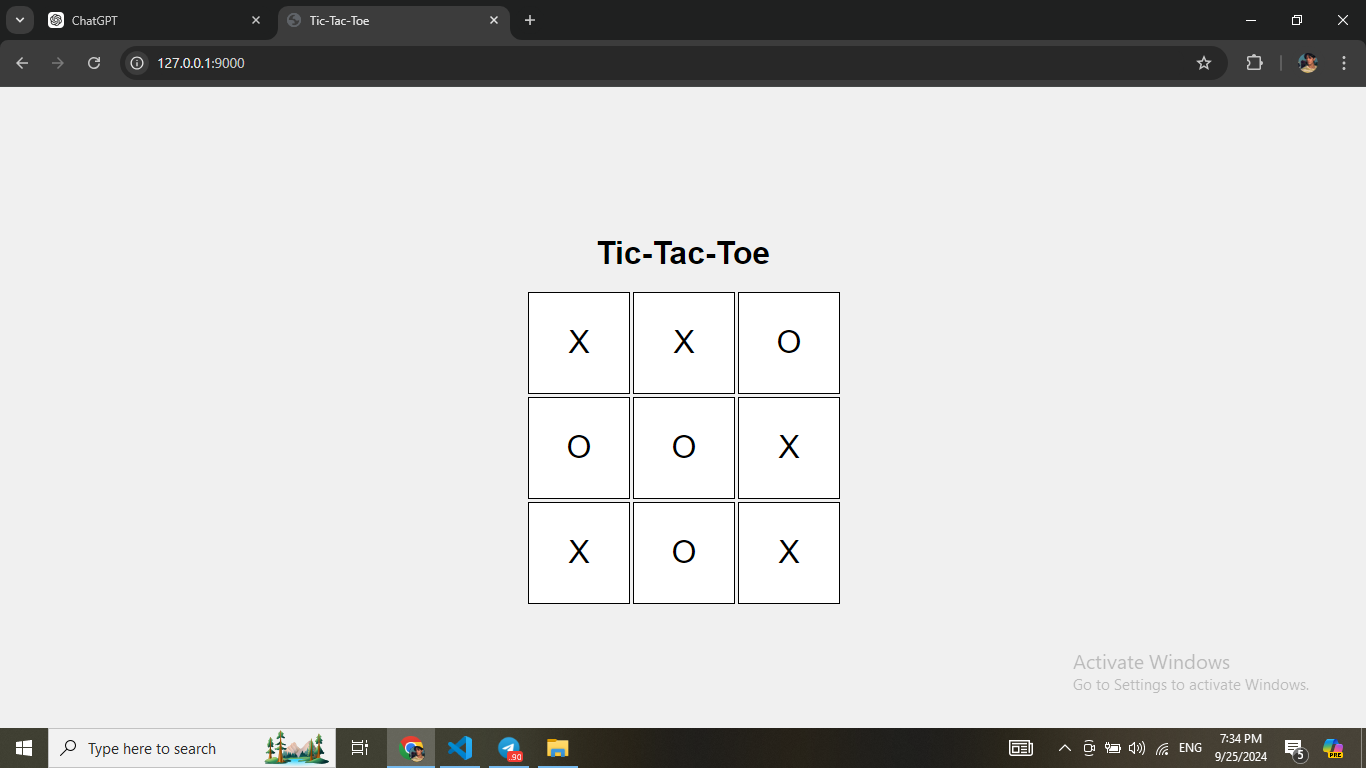 ChatGPT
Tic-Tac-Toe
127.0.0.1:9000
Tic-Tac-Toe
X X O
O O X
X O X
Activate Windows
Go to Settings to activate Windows.
Type here to search
90
ENG
7:34 PM
9/25/2024
5
PRE